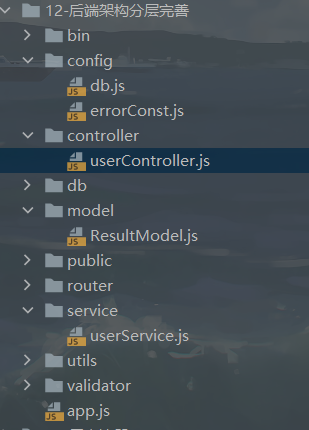 12-后端架构分层完善
bin
config
db.js
errorConst.js
controller
userController.js
db
model
ResultModel.js
public
router
service
userService.js
utils
validator
app.js